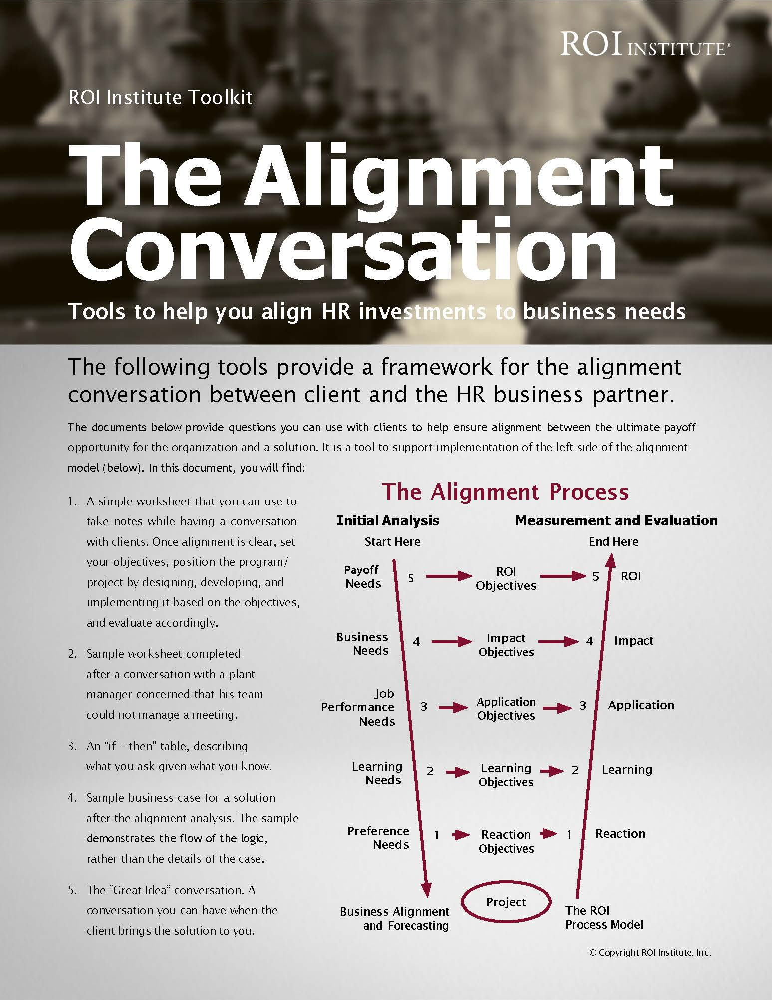 ROI INSTITUTE®
ROI Institute Toolkit
The Alignment
Conversation
Tools to help you align HR investments to business needs
The following tools provide a framework for the alignment
conversation between client and the HR business partner.
The documents below provide questions you can use with clients to help ensure alignment between the ultimate payoff
opportunity for the organization and a solution. It is a tool to support implementation of the left side of the alignment
model (below). In this document, you will find:
1. A simple worksheet that you can use to
take notes while having a conversation
with clients. Once alignment is clear, set
your objectives, position the program/
project by designing, developing, and
implementing it based on the objectives,
and evaluate accordingly.
2. Sample worksheet completed
after a conversation with a plant
manager concerned that his team
could not manage a meeting.
3. An “if – then” table, describing
what you ask given what you know.
4. Sample business case for a solution
after the alignment analysis. The sample
demonstrates the flow of the logic,
rather than the details of the case.
5. The “Great Idea” conversation. A
conversation you can have when the
client brings the solution to you.
The Alignment Process
Initial Analysis
Measurement and Evaluation
Start Here
End Here
Payoff
Needs
5
ROI
Objectives
5
ROI
Business
Needs
4
Impact
Objectives
4
Impact
Job
Performance
Needs
3
Application
Objectives
3
Application
Learning
Needs
2
Learning
Objectives
2
Learning
Preference
Needs
1
Reaction
Objectives
1
Reaction
Business Alignment
and Forecasting
Project
The ROI
Process Model
© Copyright ROI Institute, Inc.